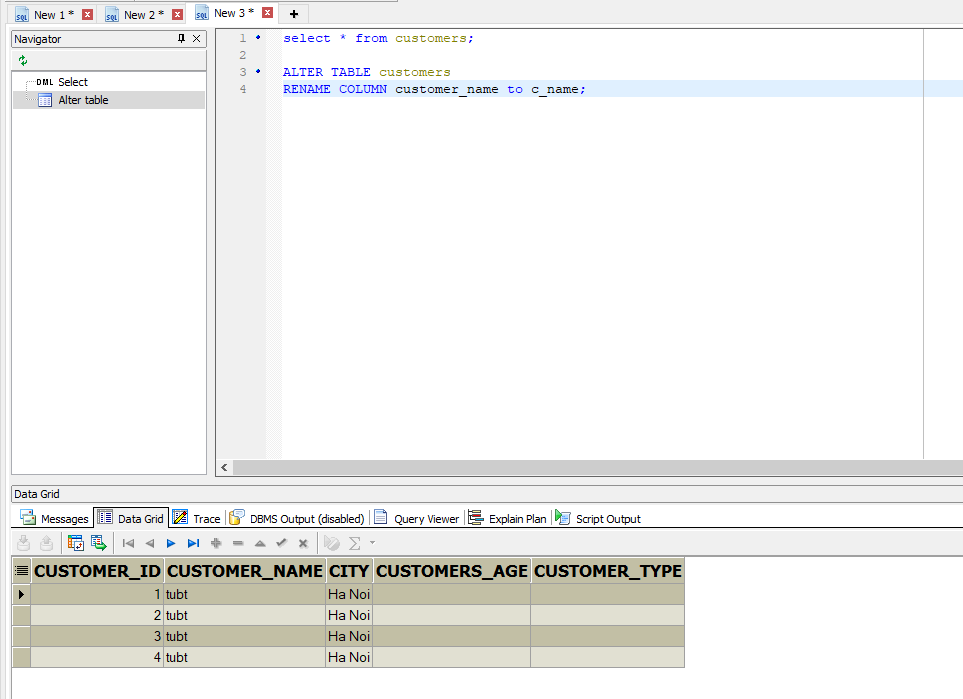 New 1 * New 2 * New 3 * +
Navigator
DML Select
Alter table
1 select * from customers;
2
3 ALTER TABLE customers
4 RENAME COLUMN customer_name to c_name;
Data Grid
Messages Data Grid Trace DBMS Output (disabled) Query Viewer Explain Plan Script Output
CUSTOMER_ID CUSTOMER_NAME CITY CUSTOMERS_AGE CUSTOMER_TYPE
1 tubt Ha Noi
2 tubt Ha Noi
3 tubt Ha Noi
4 tubt Ha Noi